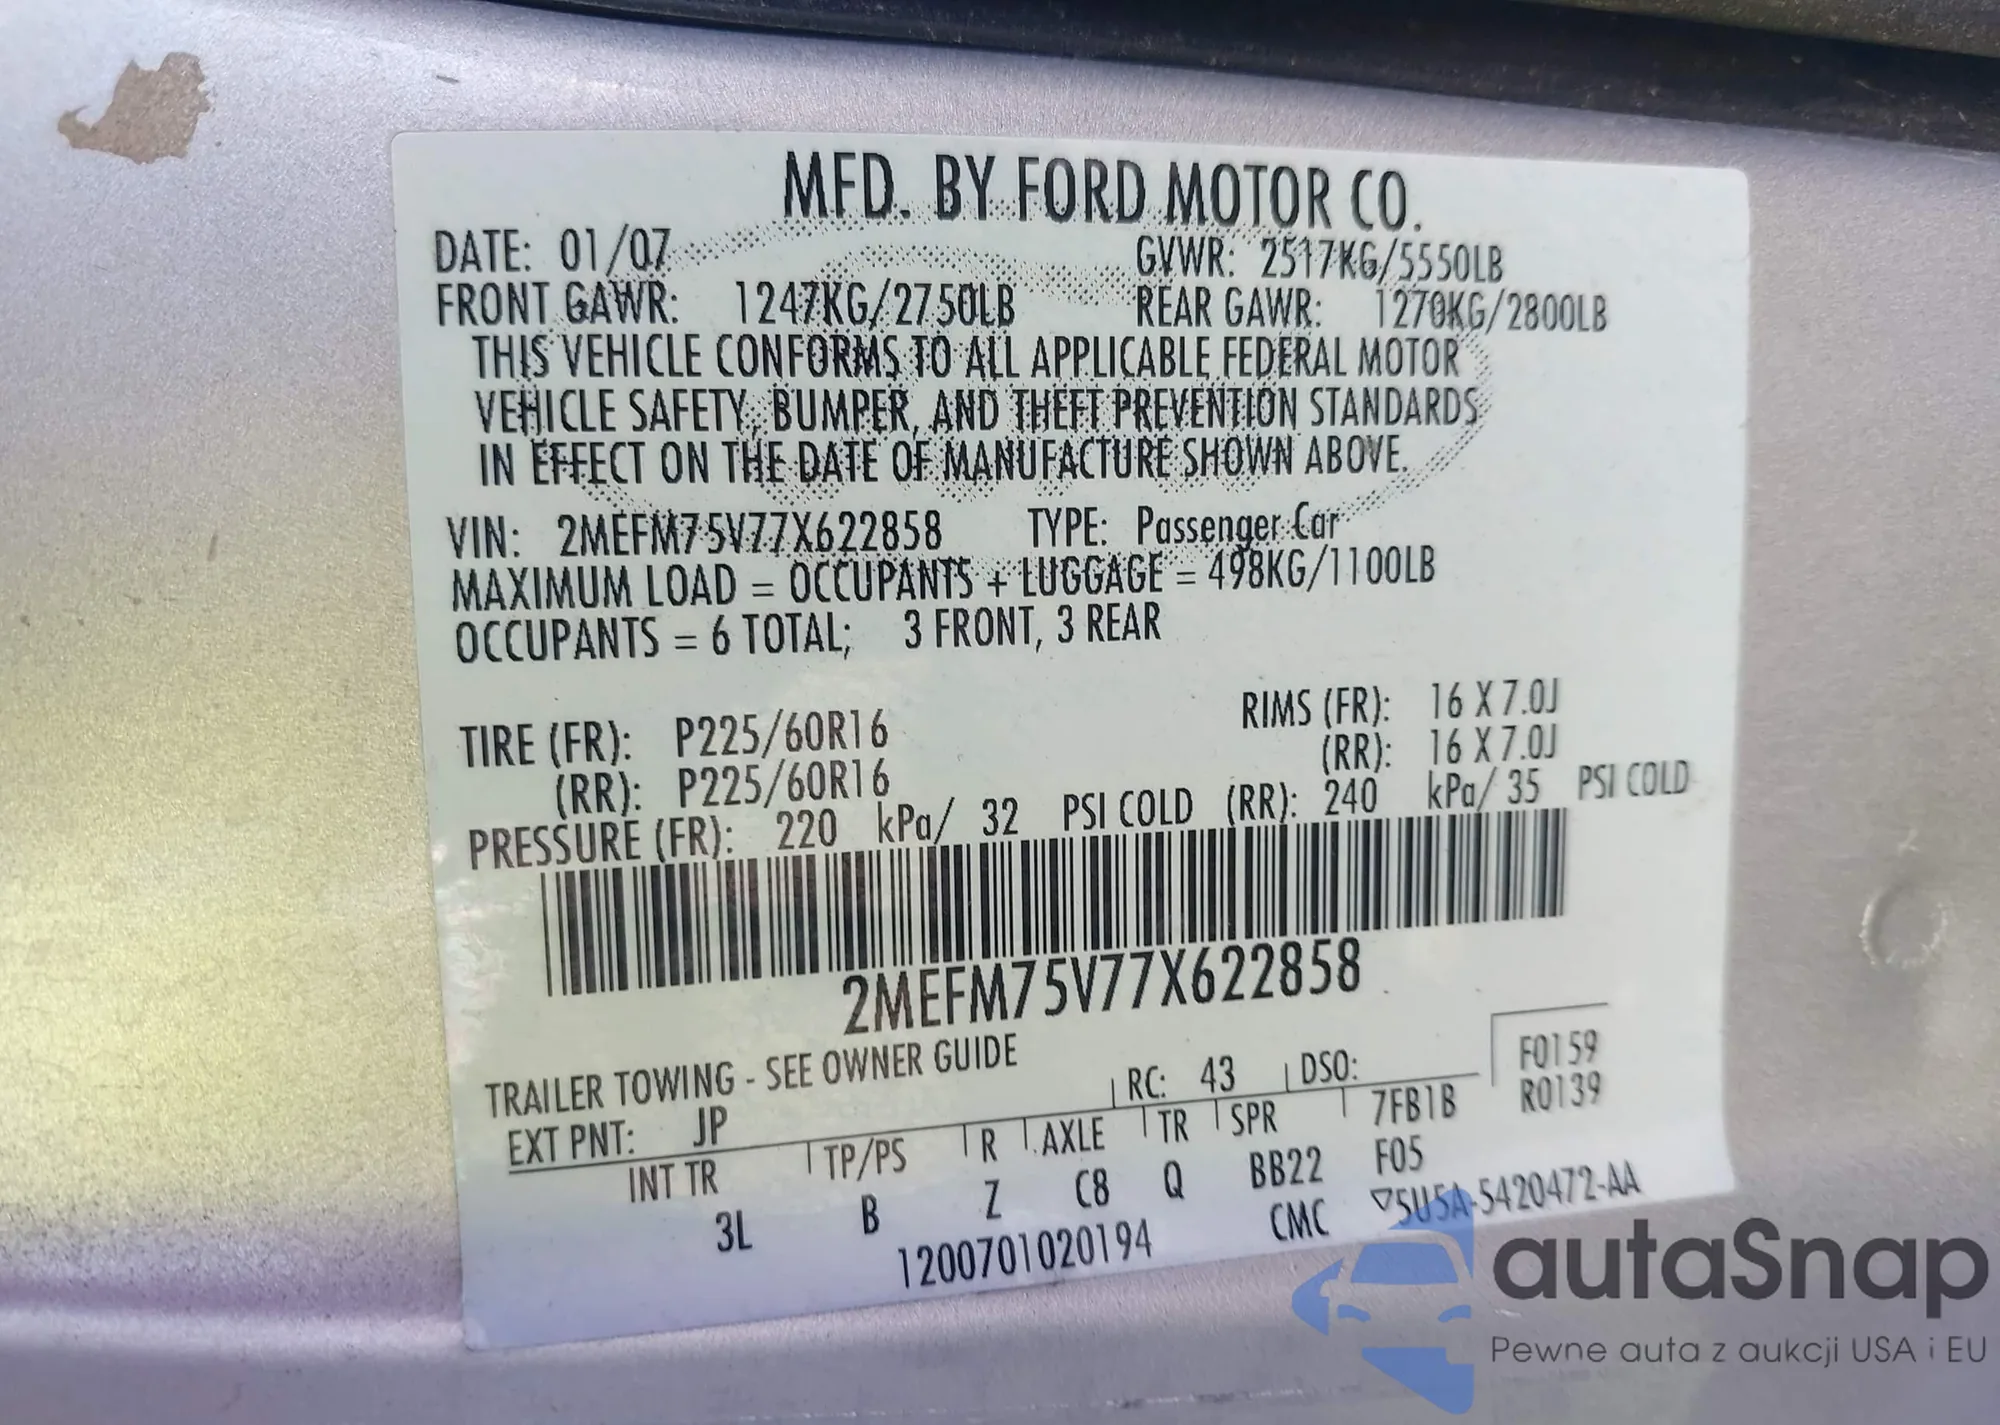 MFD. BY FORD MOTOR CO.
DATE: 01/07 GVWR: 2517KG/5550LB
FRONT GAWR: 1247KG/2750LB REAR GAWR: 1270KG/2800LB
THIS VEHICLE CONFORMS TO ALL APPLICABLE FEDERAL MOTOR
VEHICLE SAFETY, BUMPER, AND THEFT PREVENTION STANDARDS
IN EFFECT ON THE DATE OF MANUFACTURE SHOWN ABOVE.
VIN: 2MEFM75V77X622858 TYPE: Passenger Car
MAXIMUM LOAD = OCCUPANTS + LUGGAGE = 498KG/1100LB
OCCUPANTS = 6 TOTAL; 3 FRONT, 3 REAR
TIRE (FR): P225/60R16 RIMS (FR): 16 X 7.0J
(RR): P225/60R16 (RR): 16 X 7.0J
PRESSURE (FR): 220 kPa/ 32 PSI COLD (RR): 240 kPa/ 35 PSI COLD
2MEFM75V77X622858
TRAILER TOWING - SEE OWNER GUIDE
EXT PNT: JP RC: 43 DSO: F0159
INT TR TP/PS R AXLE TR SPR 7FB1B R0139
3L B Z C8 Q BB22 F05
1200701020194 CMC ▽5U5A-5420472-AA
autaSnap
Pewne auta z aukcji USA i EU